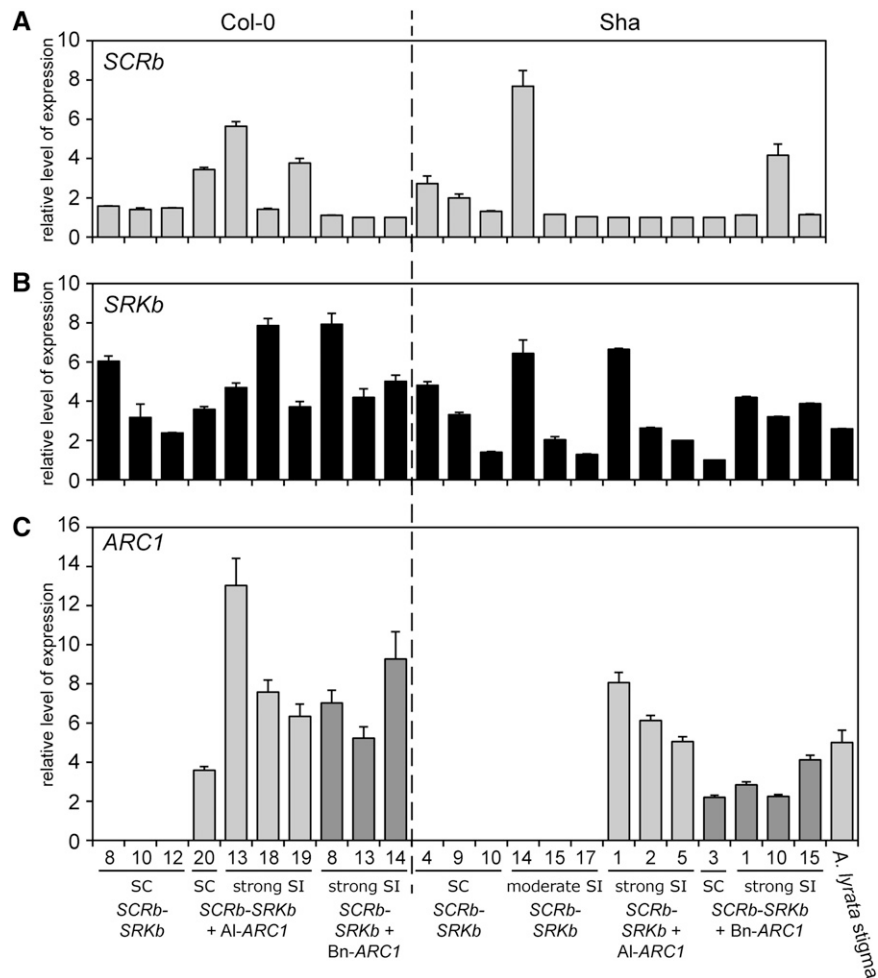 Col-0 Sha
A
SCRb
relative level of expression
10
8
6
4
2
0
B
SRKb
relative level of expression
10
8
6
4
2
0
C
ARC1
relative level of expression
16
14
12
10
8
6
4
2
0
8 10 12 20 13 18 19 8 13 14 4 9 10 14 15 17 1 2 5 3 1 10 15
SC SC strong SI strong SI SC moderate SI strong SI SC strong SI
SCRb-
SRKb
SCRb-SRKb
+ Al-ARC1
SCRb-
SRKb +
Bn-ARC1
SCRb-
SRKb
SCRb-
SRKb
SCRb-
SRKb +
Al-ARC1
SCRb-SRKb
+ Bn-ARC1
A. lyrata stigma